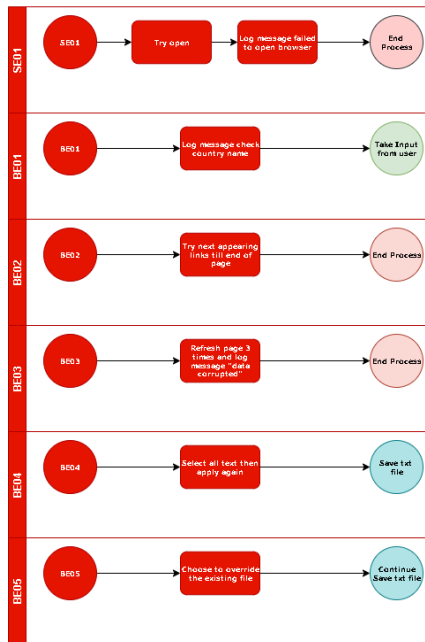 SE01
SE01
Try open
Log message failed
to open browser
End
Process
BE01
BE01
Log message check
country name
Take Input
from user
BE02
BE02
Try next appearing
links till end of
page
End Process
BE03
BE03
Refresh page 3
times and log
message "data
corrupted"
End Process
BE04
BE04
Select all text then
apply again
Save txt
file
BE05
BE05
Choose to override
the existing file
Continue
Save txt file